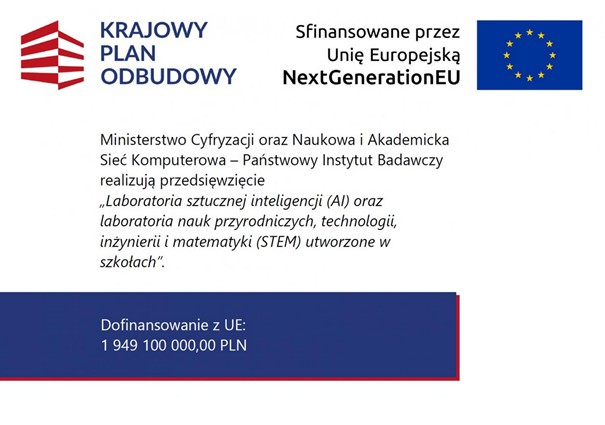 KRAJOWY
PLAN
ODBUDOWY
Sfinansowane przez
Unię Europejską
NextGenerationEU
Ministerstwo Cyfryzacji oraz Naukowa i Akademicka
Sieć Komputerowa – Państwowy Instytut Badawczy
realizują przedsięwzięcie
„Laboratoria sztucznej inteligencji (AI) oraz
laboratoria nauk przyrodniczych, technologii,
inżynierii i matematyki (STEM) utworzone w
szkołach”.
Dofinansowanie z UE:
1 949 100 000,00 PLN